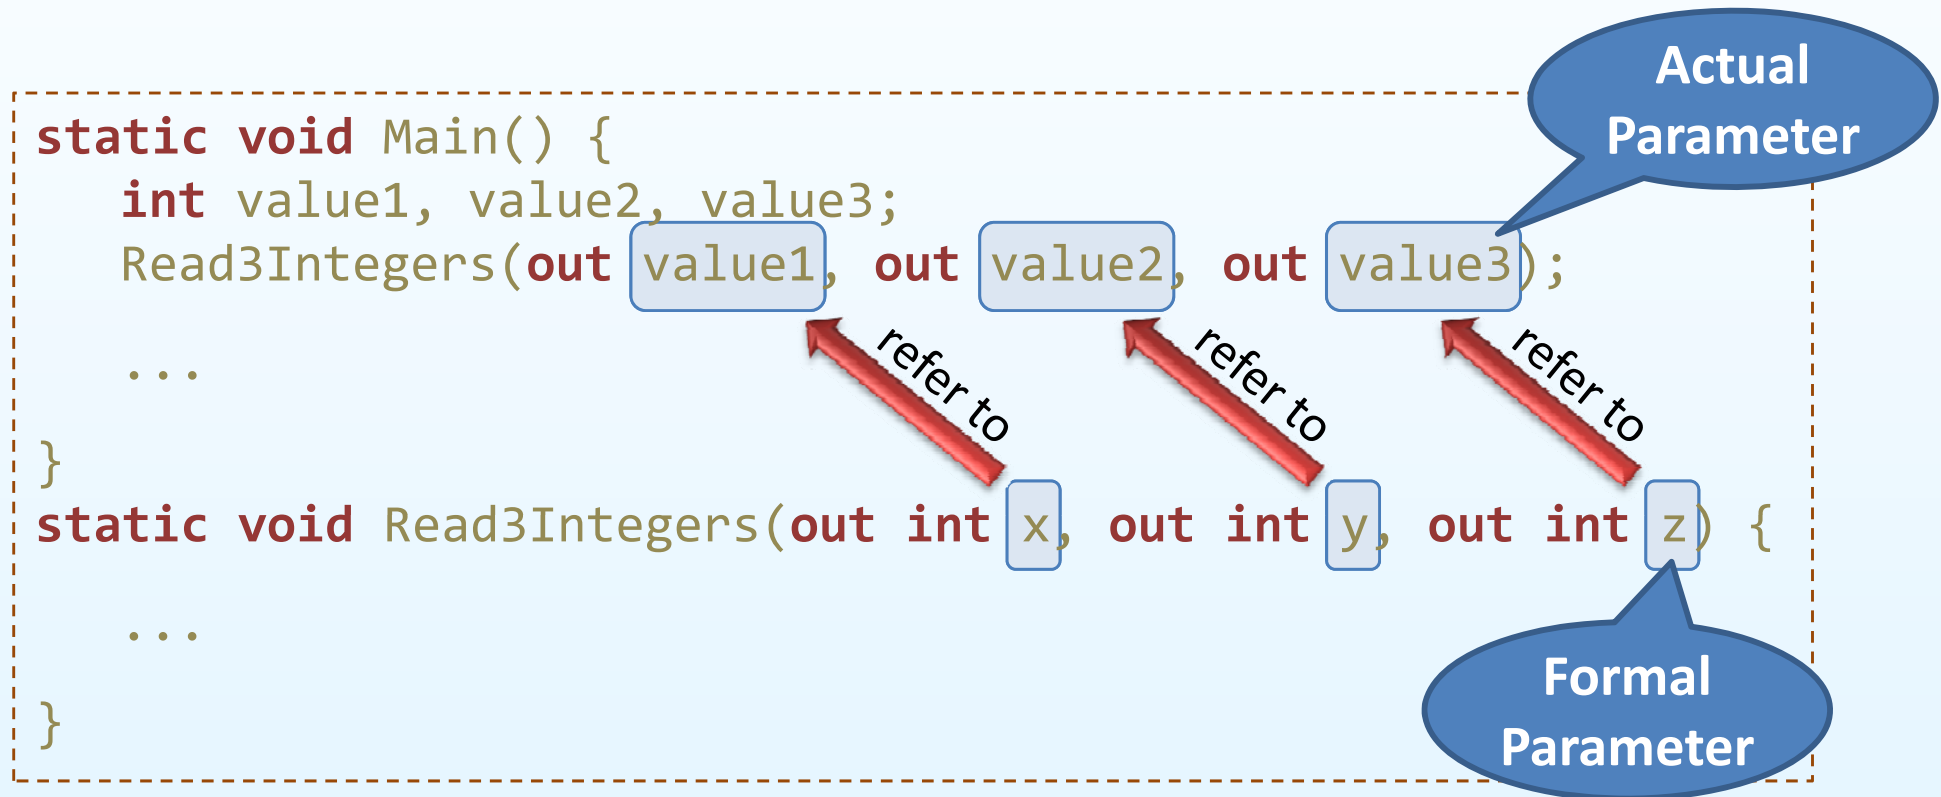 Actual
Parameter
static void Main() {
int value1, value2, value3;
Read3Integers(out value1, out value2, out value3);
refer to refer to refer to
...
}
static void Read3Integers(out int x, out int y, out int z) {
...
Formal
}
Parameter